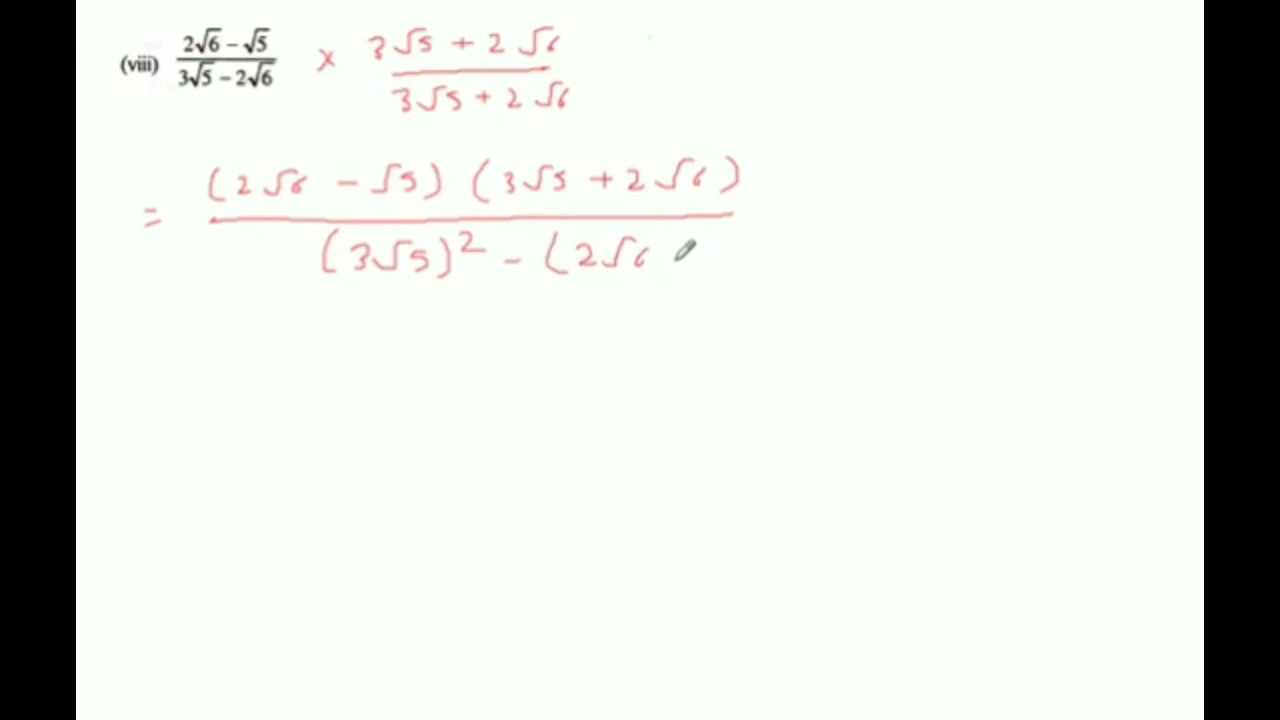 (viii) (2√6 − √5)/(3√5 − 2√6) × (3√5 + 2√6)/(3√5 + 2√6)
= (2√6 − √5) (3√5 + 2√6)/(3√5)² − (2√6